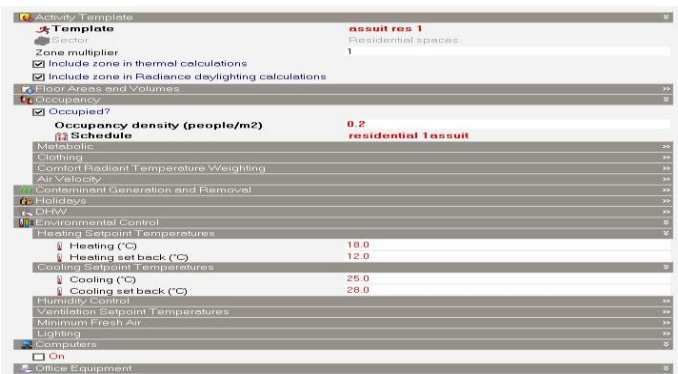 Activity Template
Template assuit res 1
Sector Residential spaces
Zone multiplier 1
Include zone in thermal calculations
Include zone in Radiance daylighting calculations
Floor Areas and Volumes
Occupancy
Occupied?
Occupancy density (people/m2) 0.2
Schedule residential 1assuit
Metabolic
Clothing
Comfort Radiant Temperature Weighting
Air Velocity
Contaminant Generation and Removal
Holidays
DHW
Environmental Control
Heating Setpoint Temperatures
Heating (°C) 18.0
Heating set back (°C) 12.0
Cooling Setpoint Temperatures
Cooling (°C) 25.0
Cooling set back (°C) 28.0
Humidity Control
Ventilation Setpoint Temperatures
Minimum Fresh Air
Lighting
Computers
On
Office Equipment